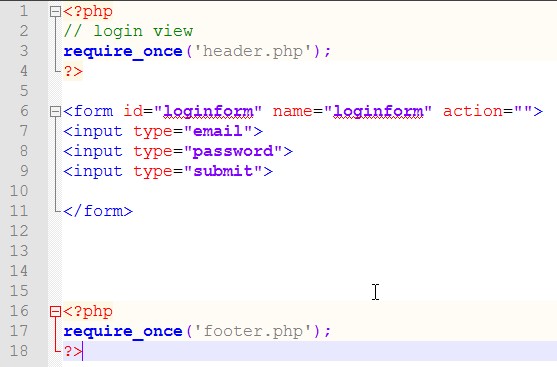 1 <?php
2 // login view
3 require_once('header.php');
4 ?>
5
6 <form id="loginform" name="loginform" action="">
7 <input type="email">
8 <input type="password">
9 <input type="submit">
10
11 </form>
12
13
14
15
16 <?php
17 require_once('footer.php');
18 ?>